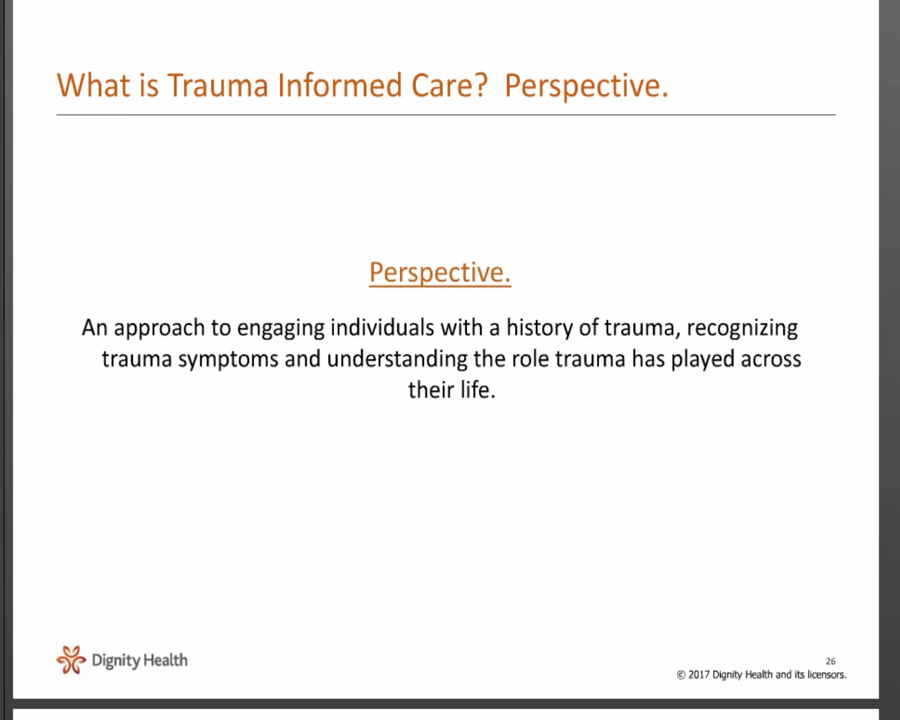 What is Trauma Informed Care?  Perspective.
Perspective.
An approach to engaging individuals with a history of trauma, recognizing
trauma symptoms and understanding the role trauma has played across
their life.
Dignity Health
26
© 2017 Dignity Health and its licensors.